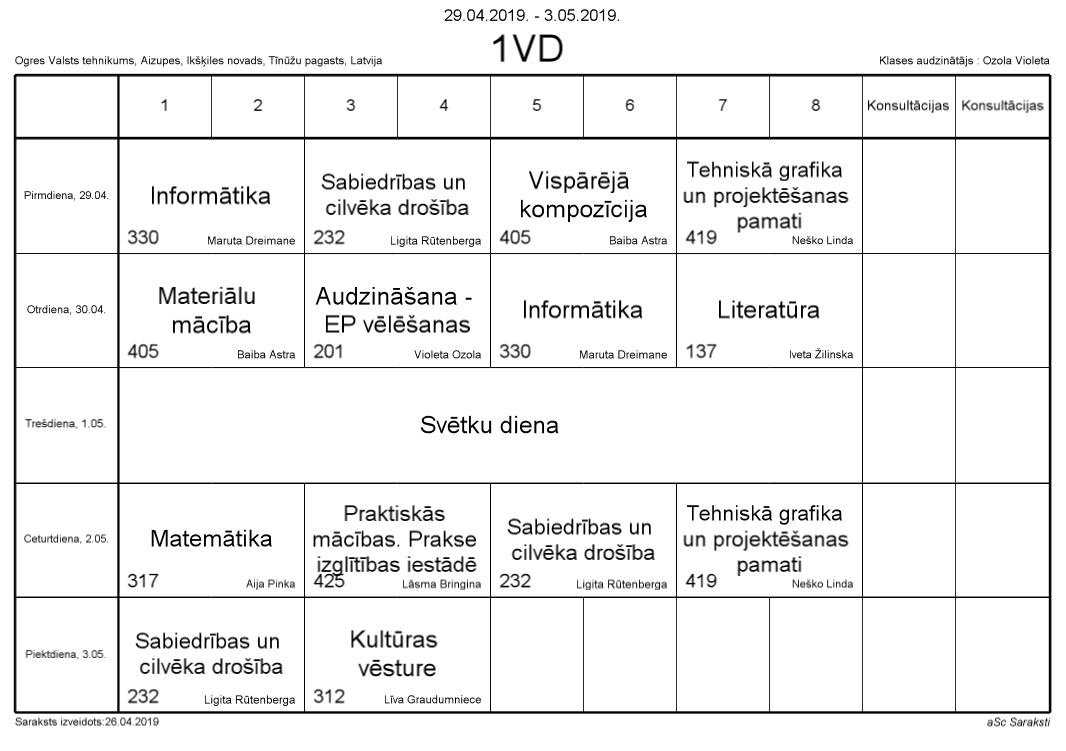 29.04.2019. - 3.05.2019.
1VD
Ogres Valsts tehnikums, Aizupes, Ikšķiles novads, Tīnūžu pagasts, Latvija
Klases audzinātājs : Ozola Violeta
1 2 3 4 5 6 7 8 Konsultācijas Konsultācijas
Pirmdiena, 29.04.
Informātika
330 Maruta Dreimane
Sabiedrības un
cilvēka drošība
232 Ligita Rūtenberga
Vispārējā
kompozīcija
405 Baiba Astra
Tehniskā grafika
un projektēšanas
pamati
419 Neško Linda
Otrdiena, 30.04.
Materiālu
mācība
405 Baiba Astra
Audzināšana -
EP vēlēšanas
201 Violeta Ozola
Informātika
330 Maruta Dreimane
Literatūra
137 Iveta Žilinska
Trešdiena, 1.05.
Svētku diena
Ceturtdiena, 2.05.
Matemātika
317 Aija Pinka
Praktiskās
mācības. Prakse
izglītības iestādē
425 Lāsma Bringina
Sabiedrības un
cilvēka drošība
232 Ligita Rūtenberga
Tehniskā grafika
un projektēšanas
pamati
419 Neško Linda
Piektdiena, 3.05.
Sabiedrības un
cilvēka drošība
232 Ligita Rūtenberga
Kultūras
vēsture
312 Līva Graudumniece
Saraksts izveidots:26.04.2019
aSc Saraksti